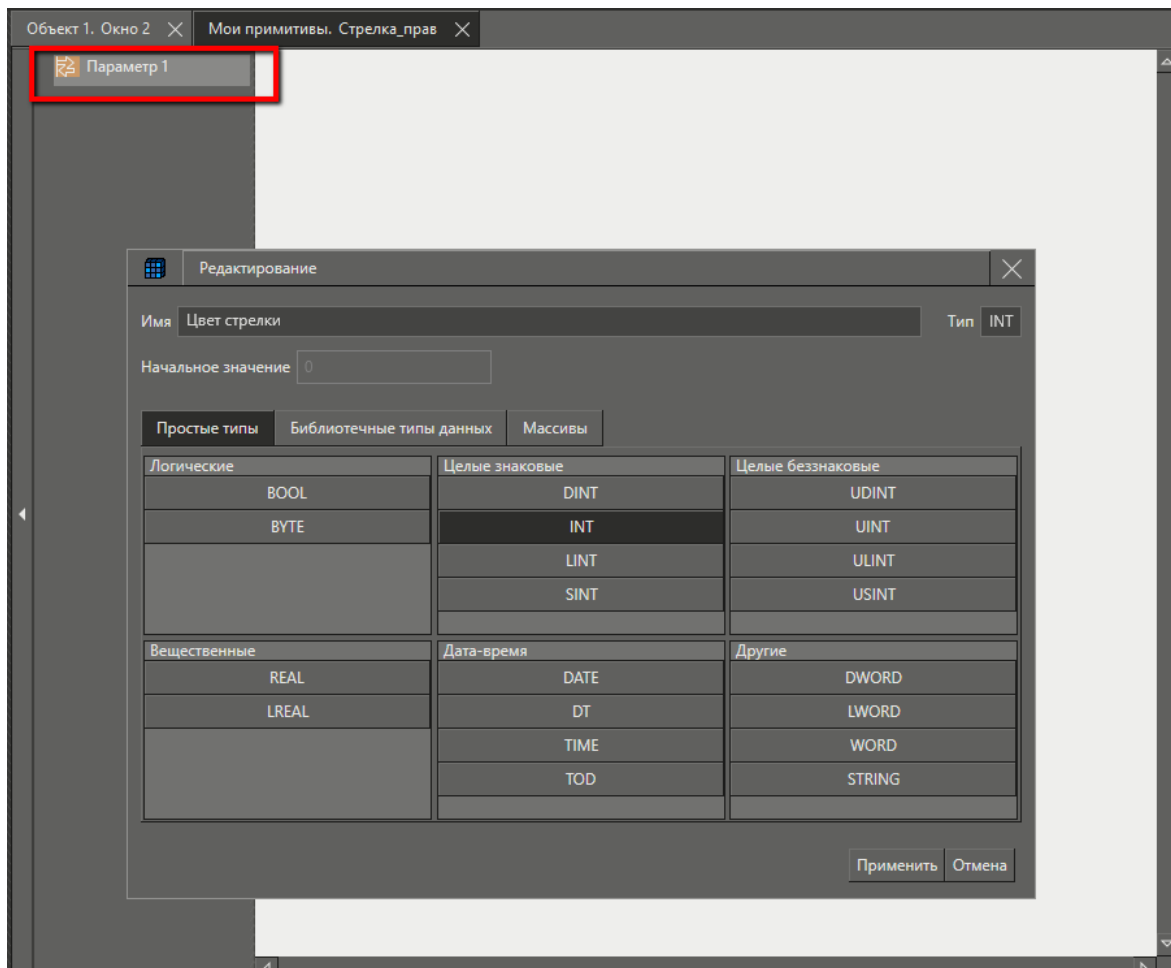 Объект 1. Окно 2 Мои примитивы. Стрелка_прав
Параметр 1
Редактирование
Имя Цвет стрелки Тип INT
Начальное значение 0
Простые типы Библиотечные типы данных Массивы
Логические Целые знаковые Целые беззнаковые
BOOL DINT UDINT
BYTE INT UINT
LINT ULINT
SINT USINT
Вещественные Дата-время Другие
REAL DATE DWORD
LREAL DT LWORD
TIME WORD
TOD STRING
Применить Отмена